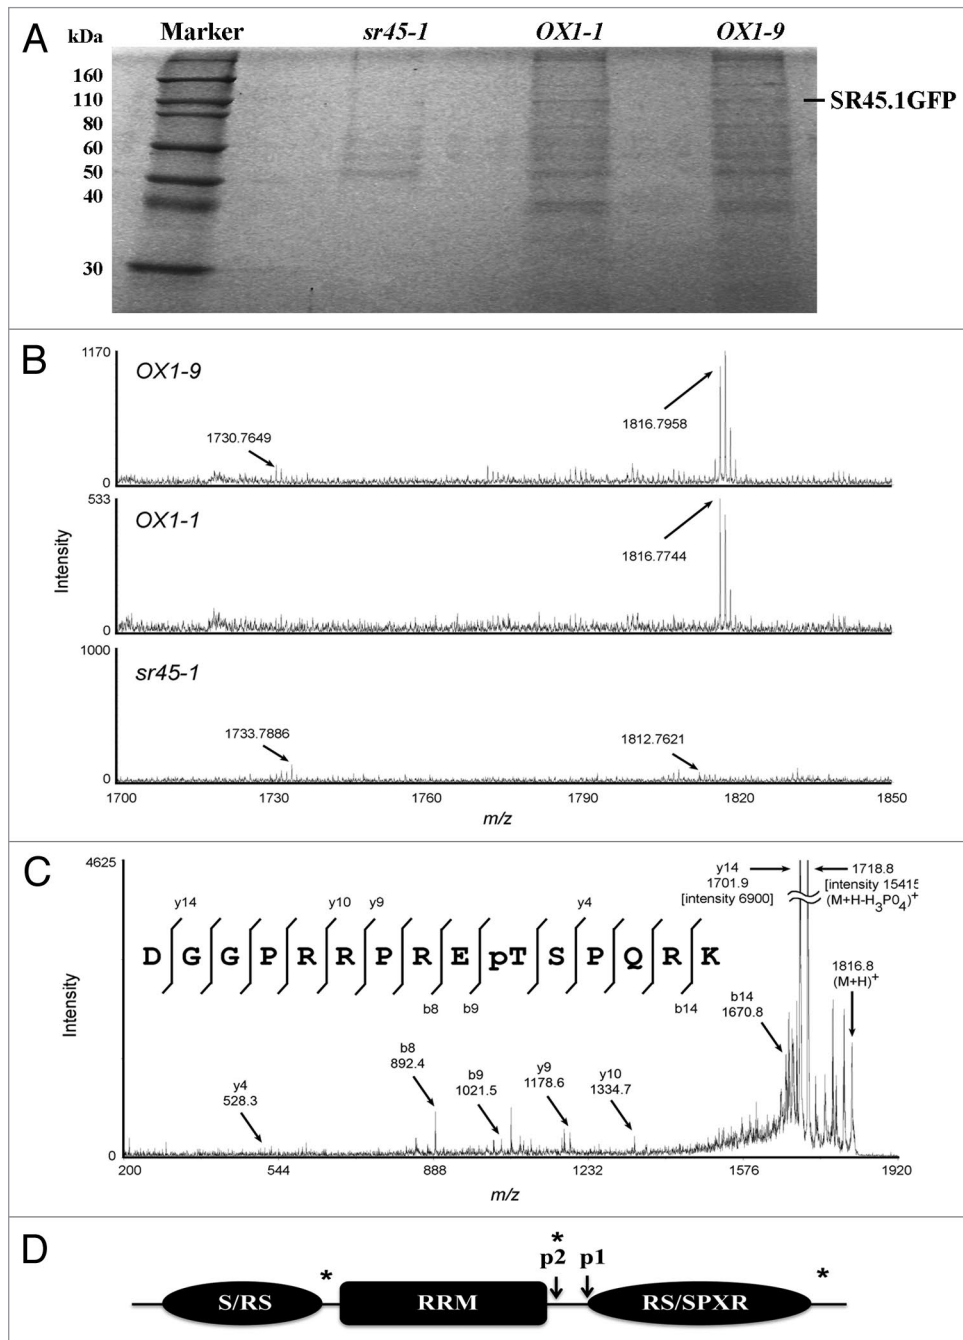 A
kDa
Marker
sr45-1
OX1-1
OX1-9
160
110
80
60
50
40
30
SR45.1GFP
B
1170
OX1-9
1730.7649
1816.7958
0
533
OX1-1
1816.7744
0
Intensity
1000
sr45-1
1733.7886
1812.7621
0
1700
1730
1760
1790
1820
1850
m/z
C
4625
Intensity
y14
y10
y9
y4
D G G P R R P R E pT S P Q R K
b8
b9
b14
y14
1701.9
[intensity 6900]
1718.8
[intensity 15415
(M+H-H3PO4)+
1816.8
(M+H)+
b14
1670.8
y4
528.3
b8
892.4
b9
1021.5
y9
1178.6
y10
1334.7
0
200
544
888
1232
1576
1920
m/z
D
* * *
p2 p1
S/RS
RRM
RS/SPXR